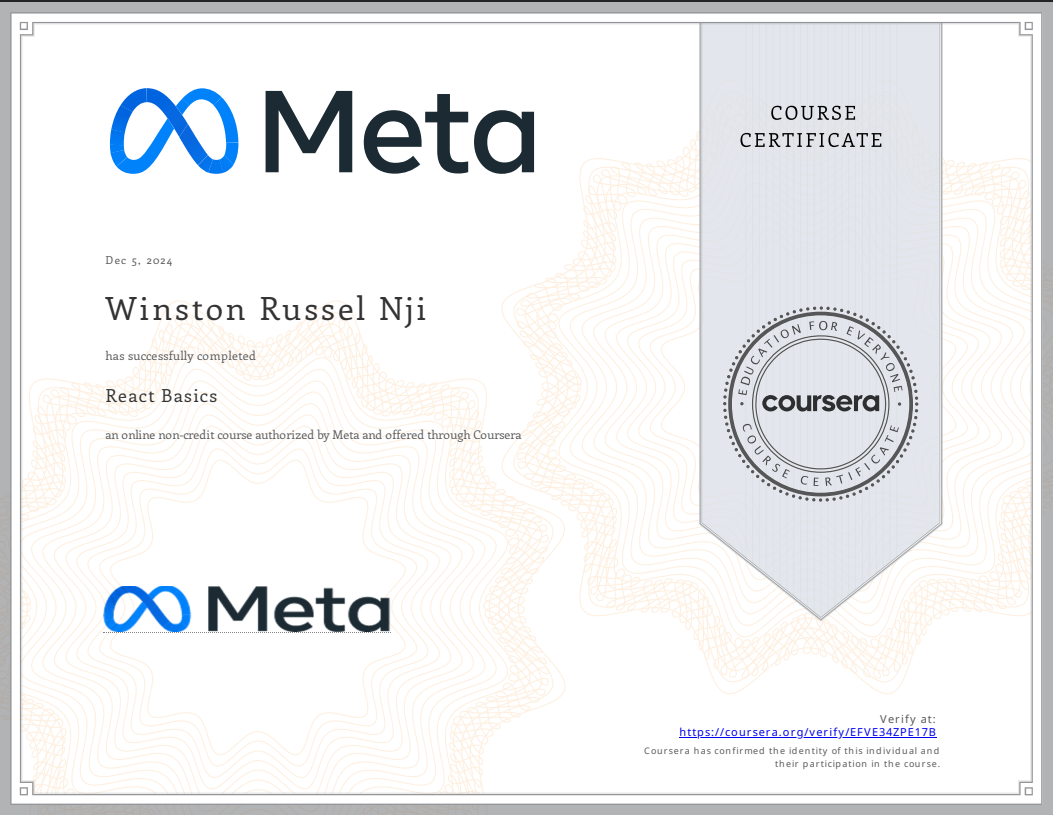 Meta
COURSE
CERTIFICATE
Dec 5, 2024
Winston Russel Nji
has successfully completed
React Basics
an online non-credit course authorized by Meta and offered through Coursera
EDUCATION FOR EVERYONE
coursera
COURSE CERTIFICATE
Meta
Verify at:
https://coursera.org/verify/EFVE34ZPE17B
Coursera has confirmed the identity of this individual and
their participation in the course.